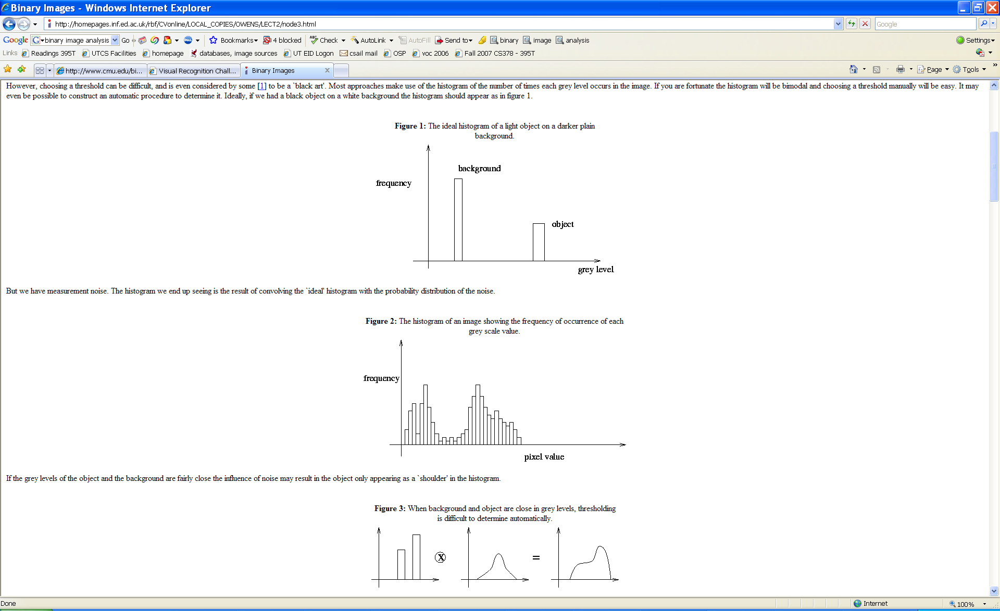 Binary Images - Windows Internet Explorer
http://homepages.inf.ed.ac.uk/rbf/CVonline/LOCAL_COPIES/OWENS/LECT2/node3.html
Google
Google
binary image analysis
Go
Bookmarks
4 blocked
Check
AutoLink
AutoFill
Send to
binary
image
analysis
Settings
Links
Readings 395T
UTCS Facilities
homepage
databases, image sources
UT EID Logon
csail mail
OSP
voc 2006
Fall 2007 CS378 - 395T
http://www.cmu.edu/bi...
Visual Recognition Chall...
Binary Images
Page
Tools
However, choosing a threshold can be difficult, and is even considered by some [1] to be a `black art'. Most approaches make use of the histogram of the number of times each grey level occurs in the image. If you are fortunate the histogram will be bimodal and choosing a threshold manually will be easy. It may
even be possible to construct an automatic procedure to determine it. Ideally, if we had a black object on a white background the histogram should appear as in figure 1.
Figure 1: The ideal histogram of a light object on a darker plain
background.
background
frequency
object
grey level
But we have measurement noise. The histogram we end up seeing is the result of convolving the `ideal' histogram with the probability distribution of the noise.
Figure 2: The histogram of an image showing the frequency of occurrence of each
grey scale value.
frequency
pixel value
If the grey levels of the object and the background are fairly close the influence of noise may result in the object only appearing as a `shoulder' in the histogram.
Figure 3: When background and object are close in grey levels, thresholding
is difficult to determine automatically.
X
=
Done
Internet
100%